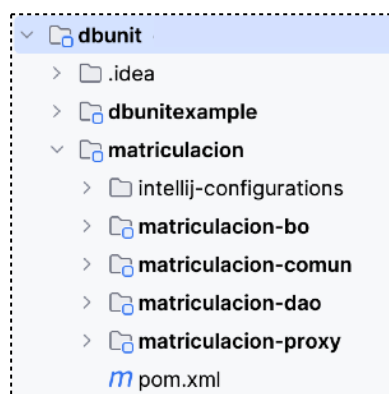 dbunit
.idea
dbunitexample
matriculacion
intellij-configurations
matriculacion-bo
matriculacion-comun
matriculacion-dao
matriculacion-proxy
m pom.xml